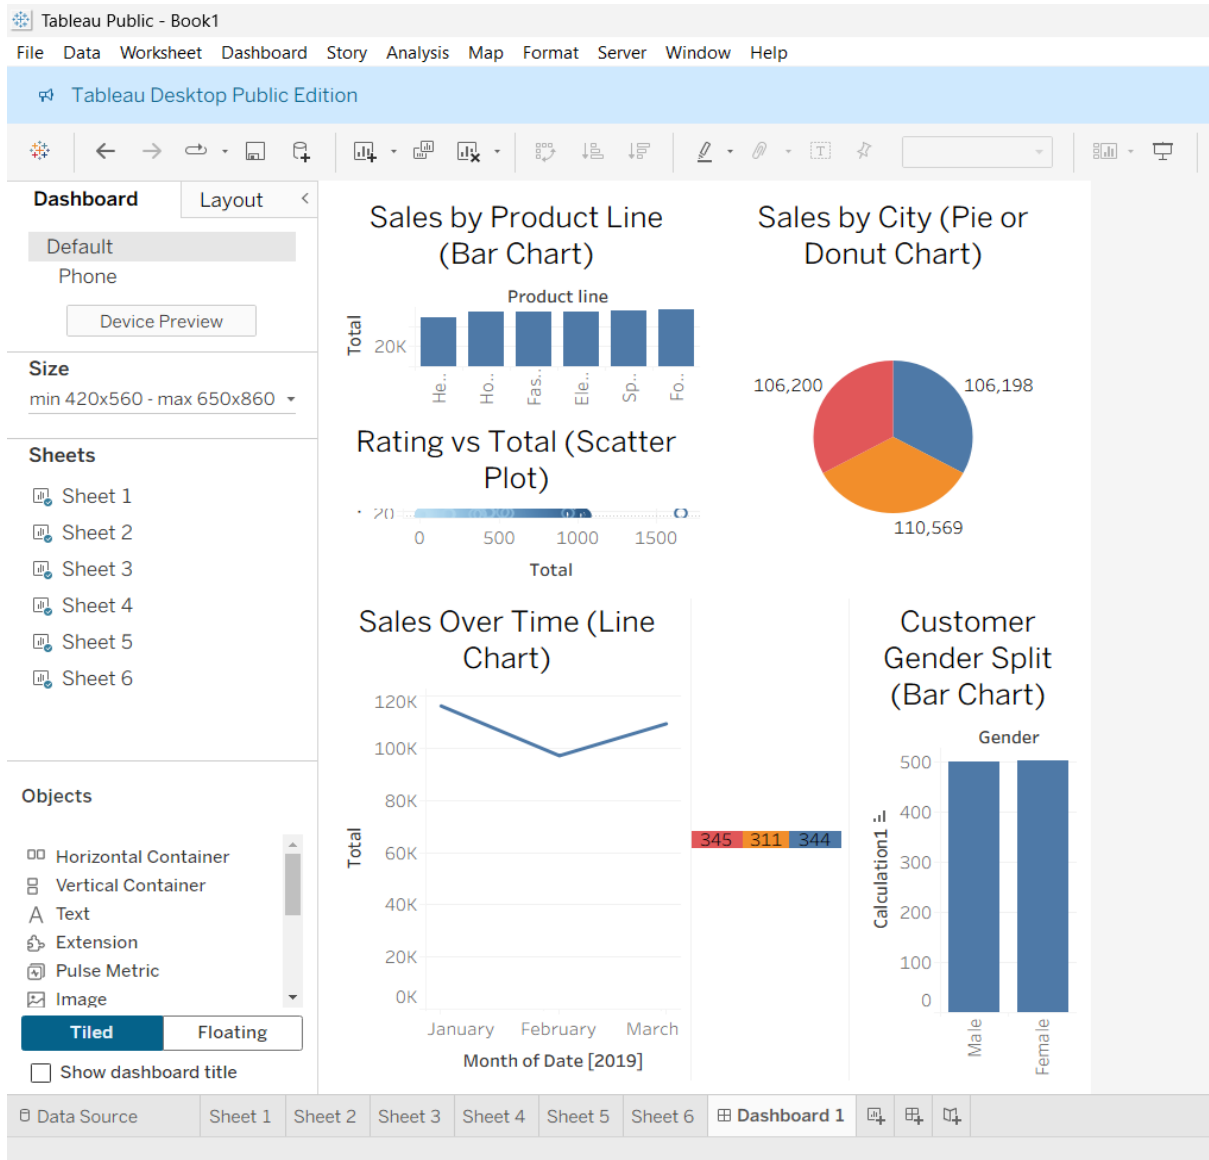 Tableau Public - Book1
File Data Worksheet Dashboard Story Analysis Map Format Server Window Help
Tableau Desktop Public Edition
Dashboard
Layout
Default
Phone
Device Preview
Size
min 420x560 - max 650x860
Sheets
Sheet 1
Sheet 2
Sheet 3
Sheet 4
Sheet 5
Sheet 6
Objects
Horizontal Container
Vertical Container
Text
Extension
Pulse Metric
Image
Tiled
Floating
Show dashboard title
Sales by Product Line
(Bar Chart)
Product line
Total
20K
He..
Ho..
Fas..
Ele..
Sp..
Fo..
Sales by City (Pie or
Donut Chart)
106,200
106,198
110,569
Rating vs Total (Scatter
Plot)
20
0 500 1000 1500
Total
Sales Over Time (Line
Chart)
120K
100K
80K
60K
40K
20K
0K
Total
January February March
Month of Date [2019]
345 311 344
Customer
Gender Split
(Bar Chart)
Gender
500
400
300
200
100
0
Calculation1
Male
Female
Data Source Sheet 1 Sheet 2 Sheet 3 Sheet 4 Sheet 5 Sheet 6 Dashboard 1